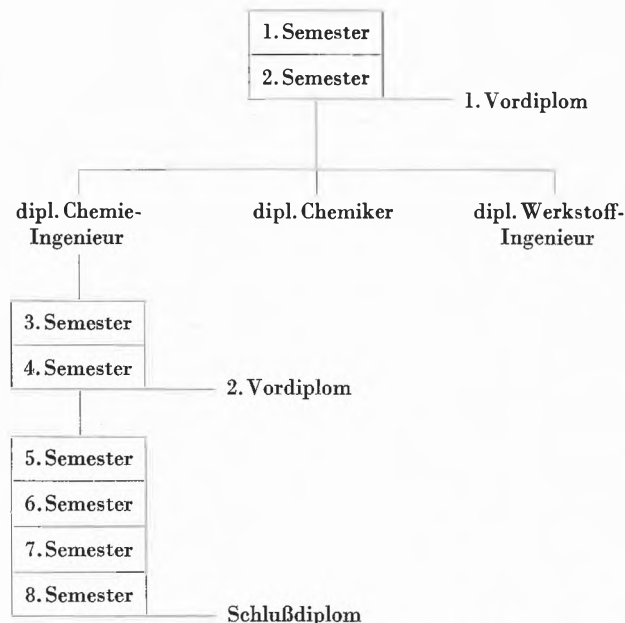 1. Semester
2. Semester
1. Vordiplom
dipl. Chemie-
Ingenieur
dipl. Chemiker
dipl. Werkstoff-
Ingenieur
3. Semester
4. Semester
2. Vordiplom
5. Semester
6. Semester
7. Semester
8. Semester
Schlußdiplom